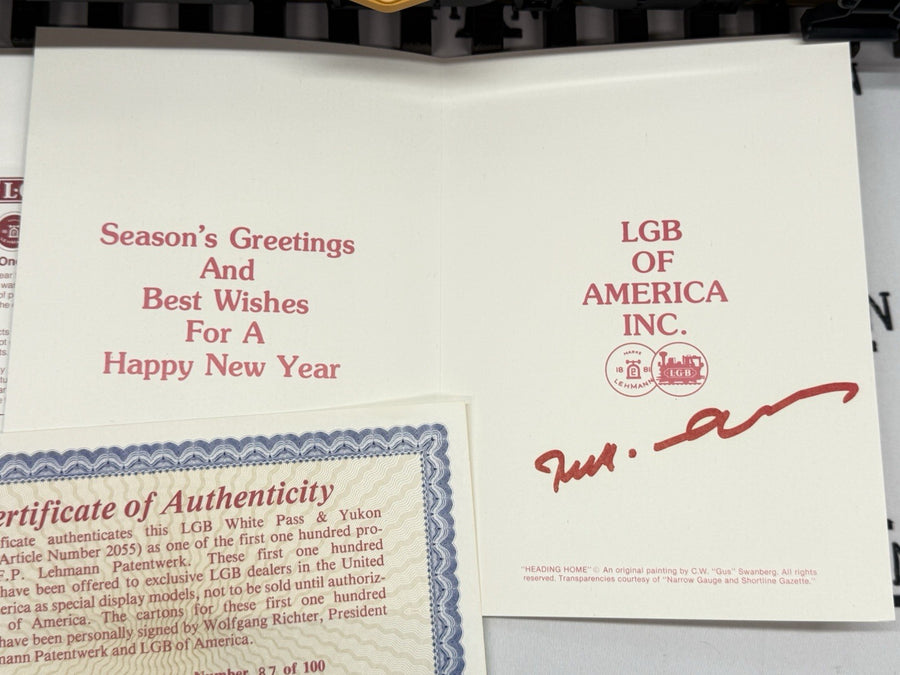 Season's Greetings
And
Best Wishes
For A
Happy New Year
LGB
OF
AMERICA
INC.
MARKE
18 81
LEHMANN
LGB
"HEADING HOME" © An original painting by C.W. "Gus" Swanberg. All rights
reserved. Transparencies courtesy of "Narrow Gauge and Shortline Gazette."
ertificate of Authenticity
ficate authenticates this LGB White Pass & Yukon
Article Number 2055) as one of the first one hundred pro-
F.P. Lehmann Patentwerk. These first one hundred
have been offered to exclusive LGB dealers in the United
erica as special display models, not to be sold until authoriz-
of America. The cartons for these first one hundred
have been personally signed by Wolfgang Richter, President
mann Patentwerk and LGB of America.
Number 87 of 100